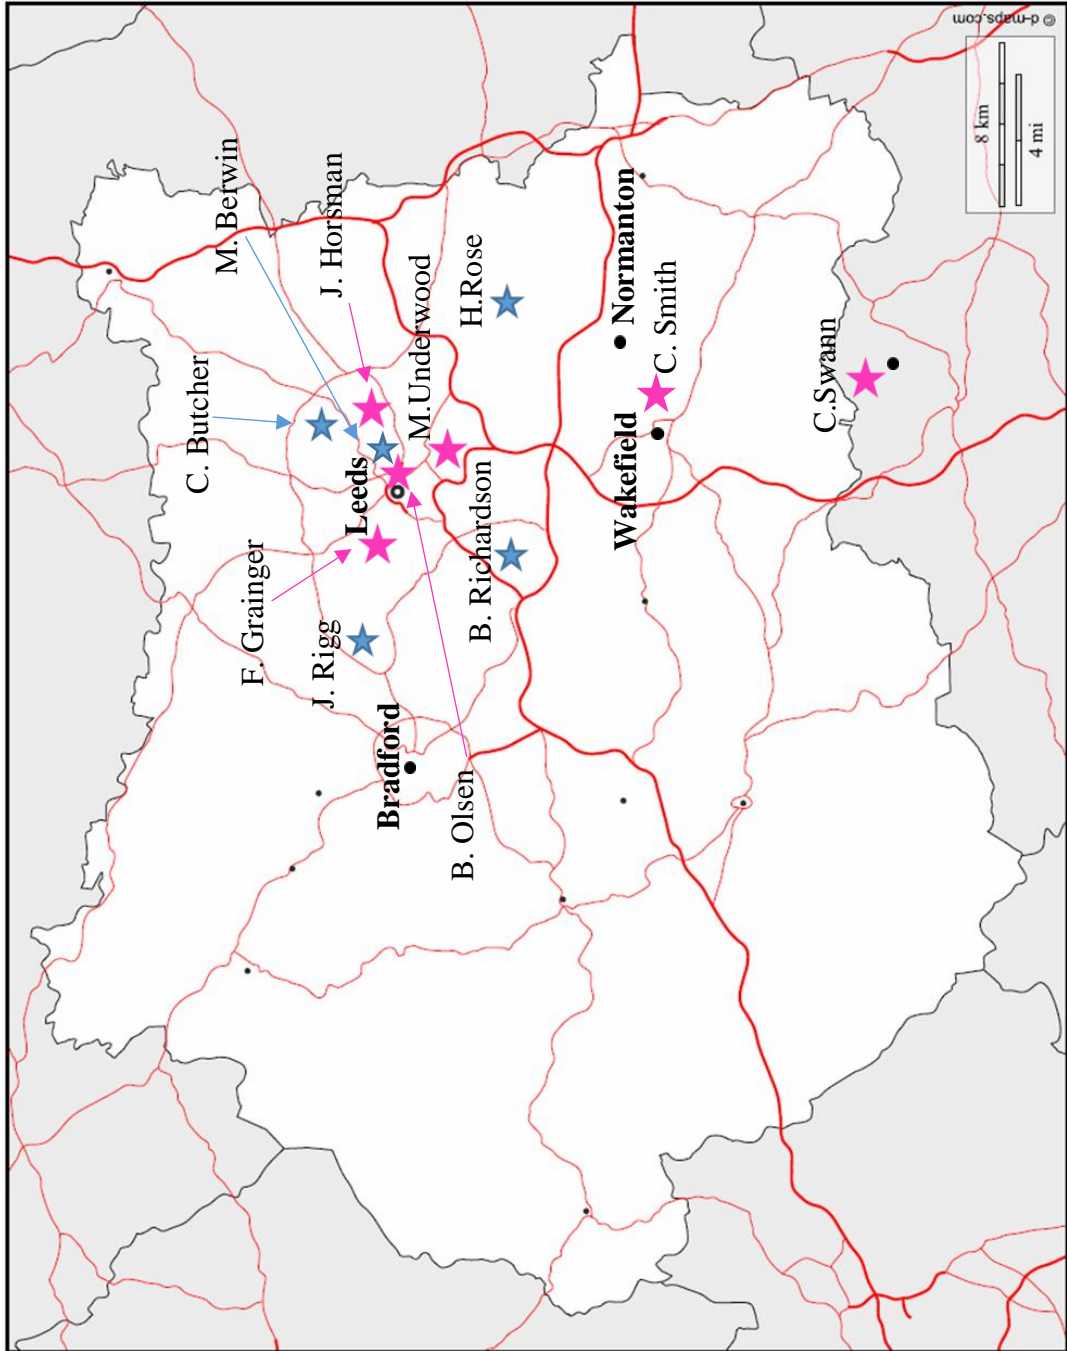 © d-maps.com
8 km
4 mi
M. Berwin
J. Horsman
C. Butcher
M.Underwood
H.Rose
Normanton
C. Smith
C.Swann
Leeds
Wakefield
F. Grainger
B. Richardson
J. Rigg
Bradford
B. Olsen